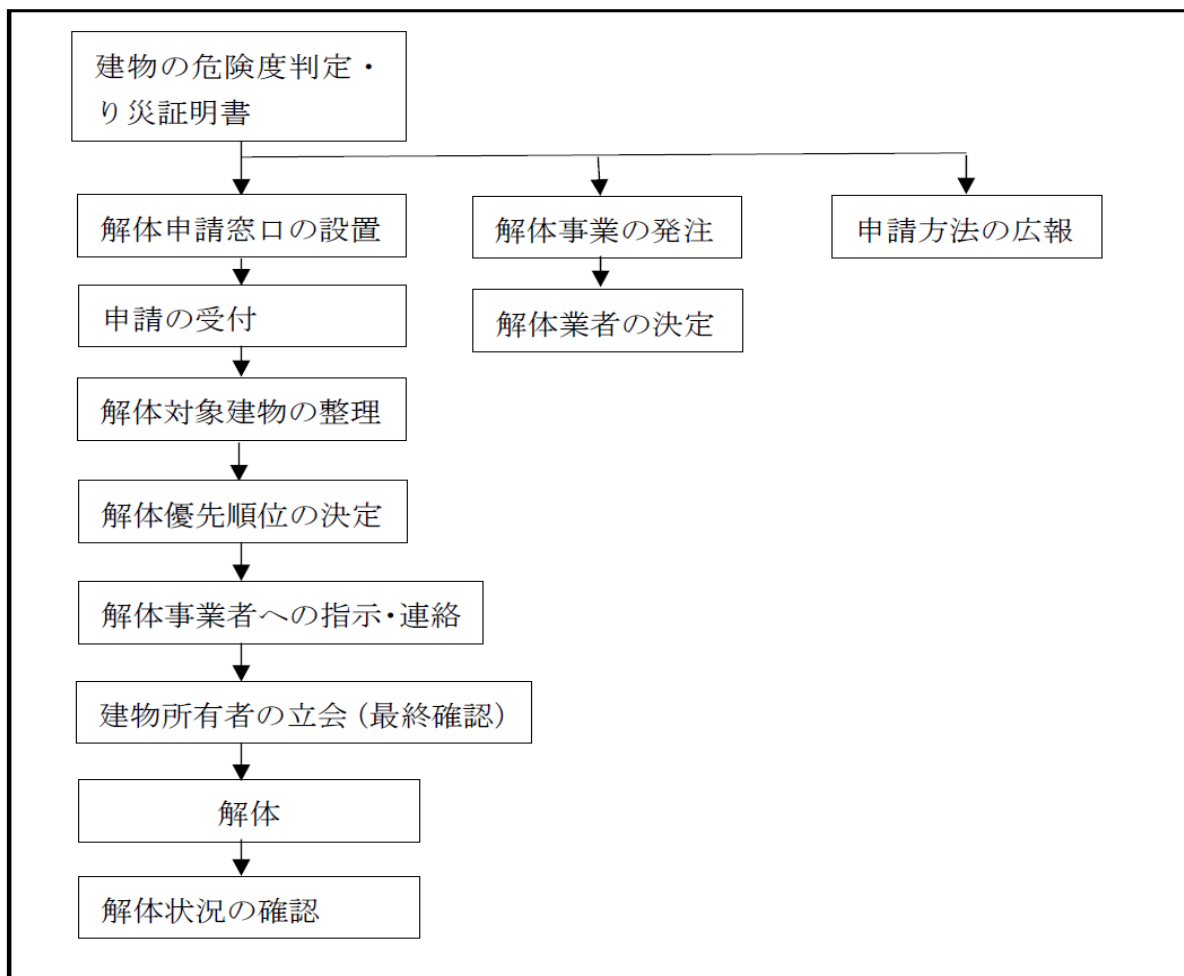 建物の危険度判定・
り災証明書
解体申請窓口の設置
解体事業の発注
申請方法の広報
申請の受付
解体業者の決定
解体対象建物の整理
解体優先順位の決定
解体事業者への指示・連絡
建物所有者の立会（最終確認）
解体
解体状況の確認